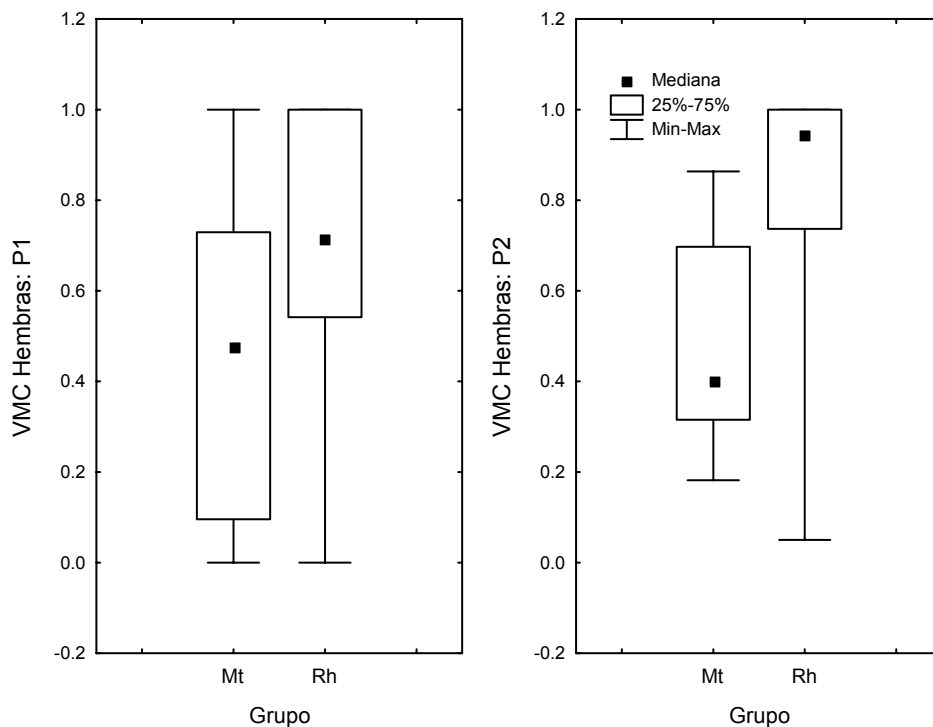 VMC Hembras: P1
1.2
1.0
0.8
0.6
0.4
0.2
0.0
-0.2
Mt Rh
Grupo
VMC Hembras: P2
1.2
1.0
0.8
0.6
0.4
0.2
0.0
-0.2
Mediana
25%-75%
Min-Max
Mt Rh
Grupo